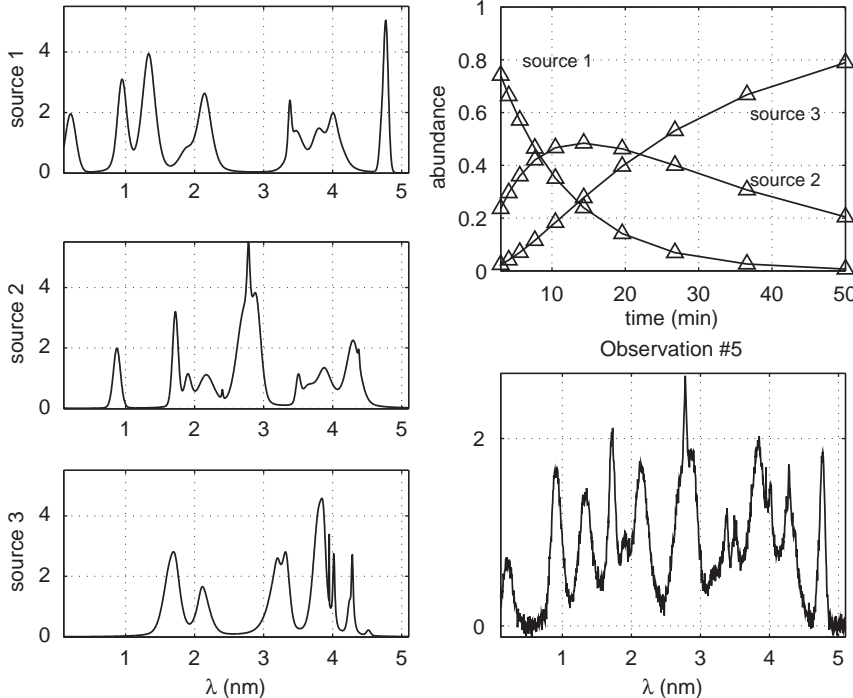 source 1
4
2
0
1 2 3 4 5
source 2
4
2
0
1 2 3 4 5
source 3
4
2
0
1 2 3 4 5
λ (nm)
abundance
1
0.8
0.6
0.4
0.2
0
source 1
source 3
source 2
10 20 30 40 50
time (min)
Observation #5
2
1
0
1 2 3 4 5
λ (nm)